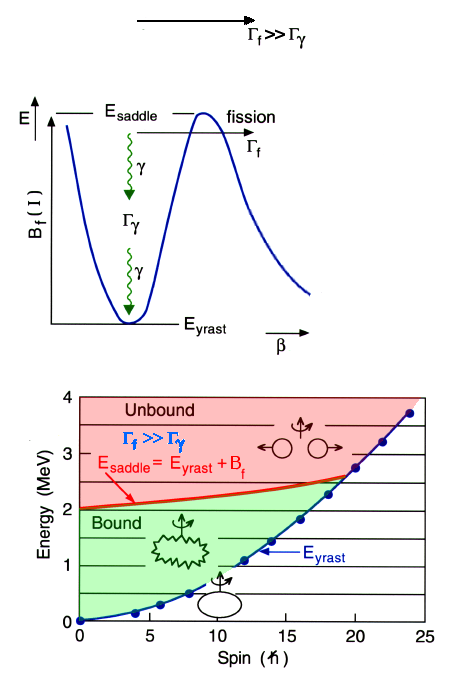 Γf >> Γγ
E
Esaddle
fission
Γf
γ
Γγ
γ
Bf(I)
Eyrast
β
4
3
2
1
0
Energy (MeV)
Unbound
Γf >> Γγ
Esaddle = Eyrast + Bf
Bound
Eyrast
0 5 10 15 20 25
Spin (ℏ)